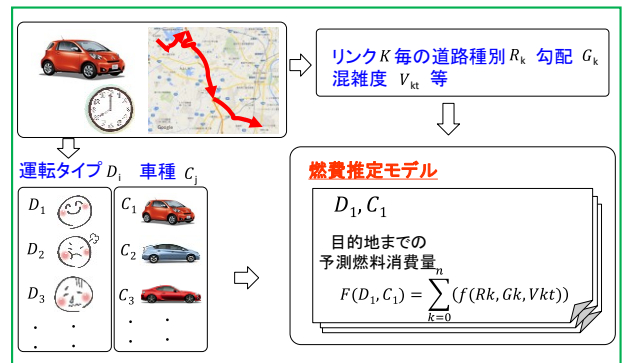 リンクK毎の道路種別Rk 勾配 Gk
混雑度 Vkt 等
Google
運転タイプ Di 車種 Cj
D1 C1
D2 C2
D3 C3
燃費推定モデル
D1, C1
目的地までの
予測燃料消費量
F(D1, C1) = ∑_{k=0}^{n} (f(Rk, Gk, Vkt))